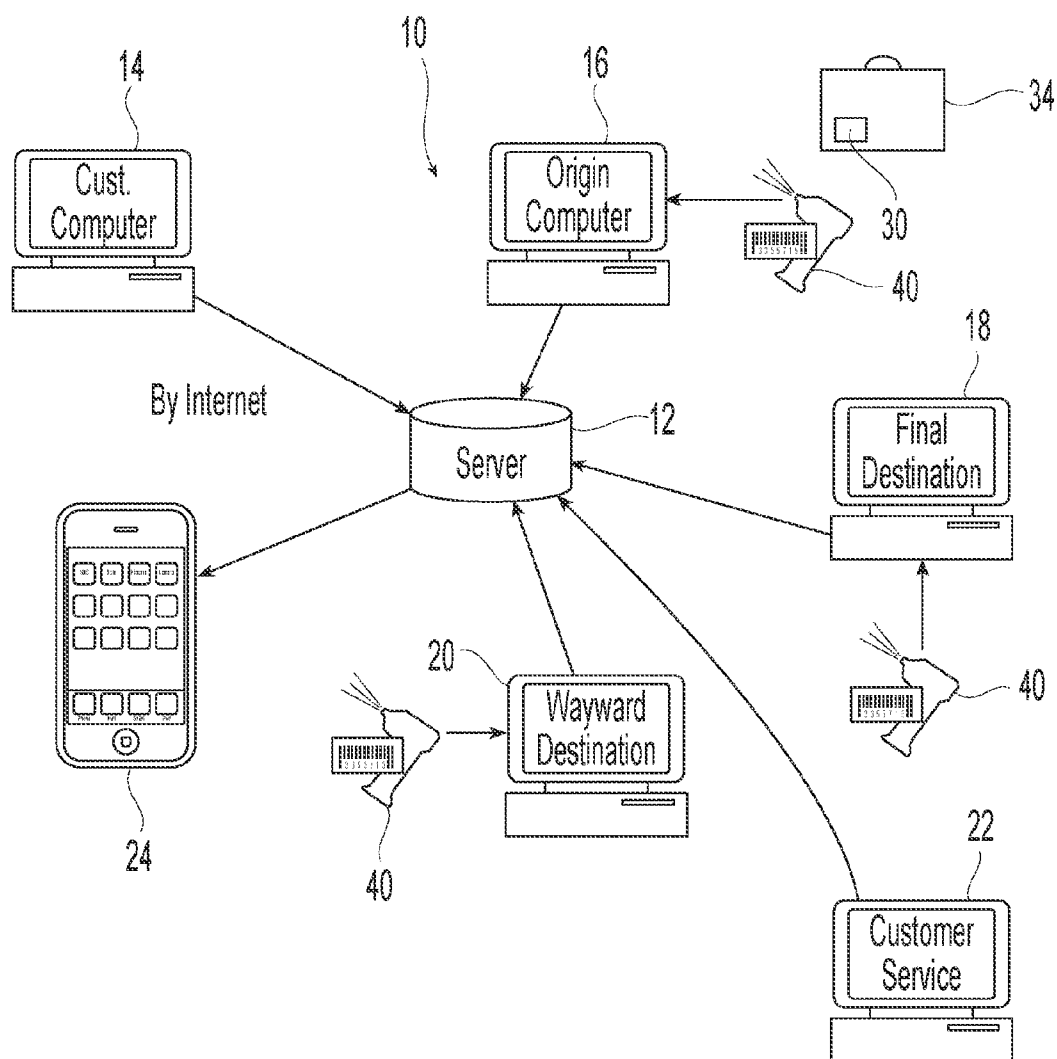 10
14
16
34
Cust.
Computer
Origin
Computer
30
40
18
By Internet
12
Server
Final
Destination
20
Wayward
Destination
40
24
40
22
Customer
Service